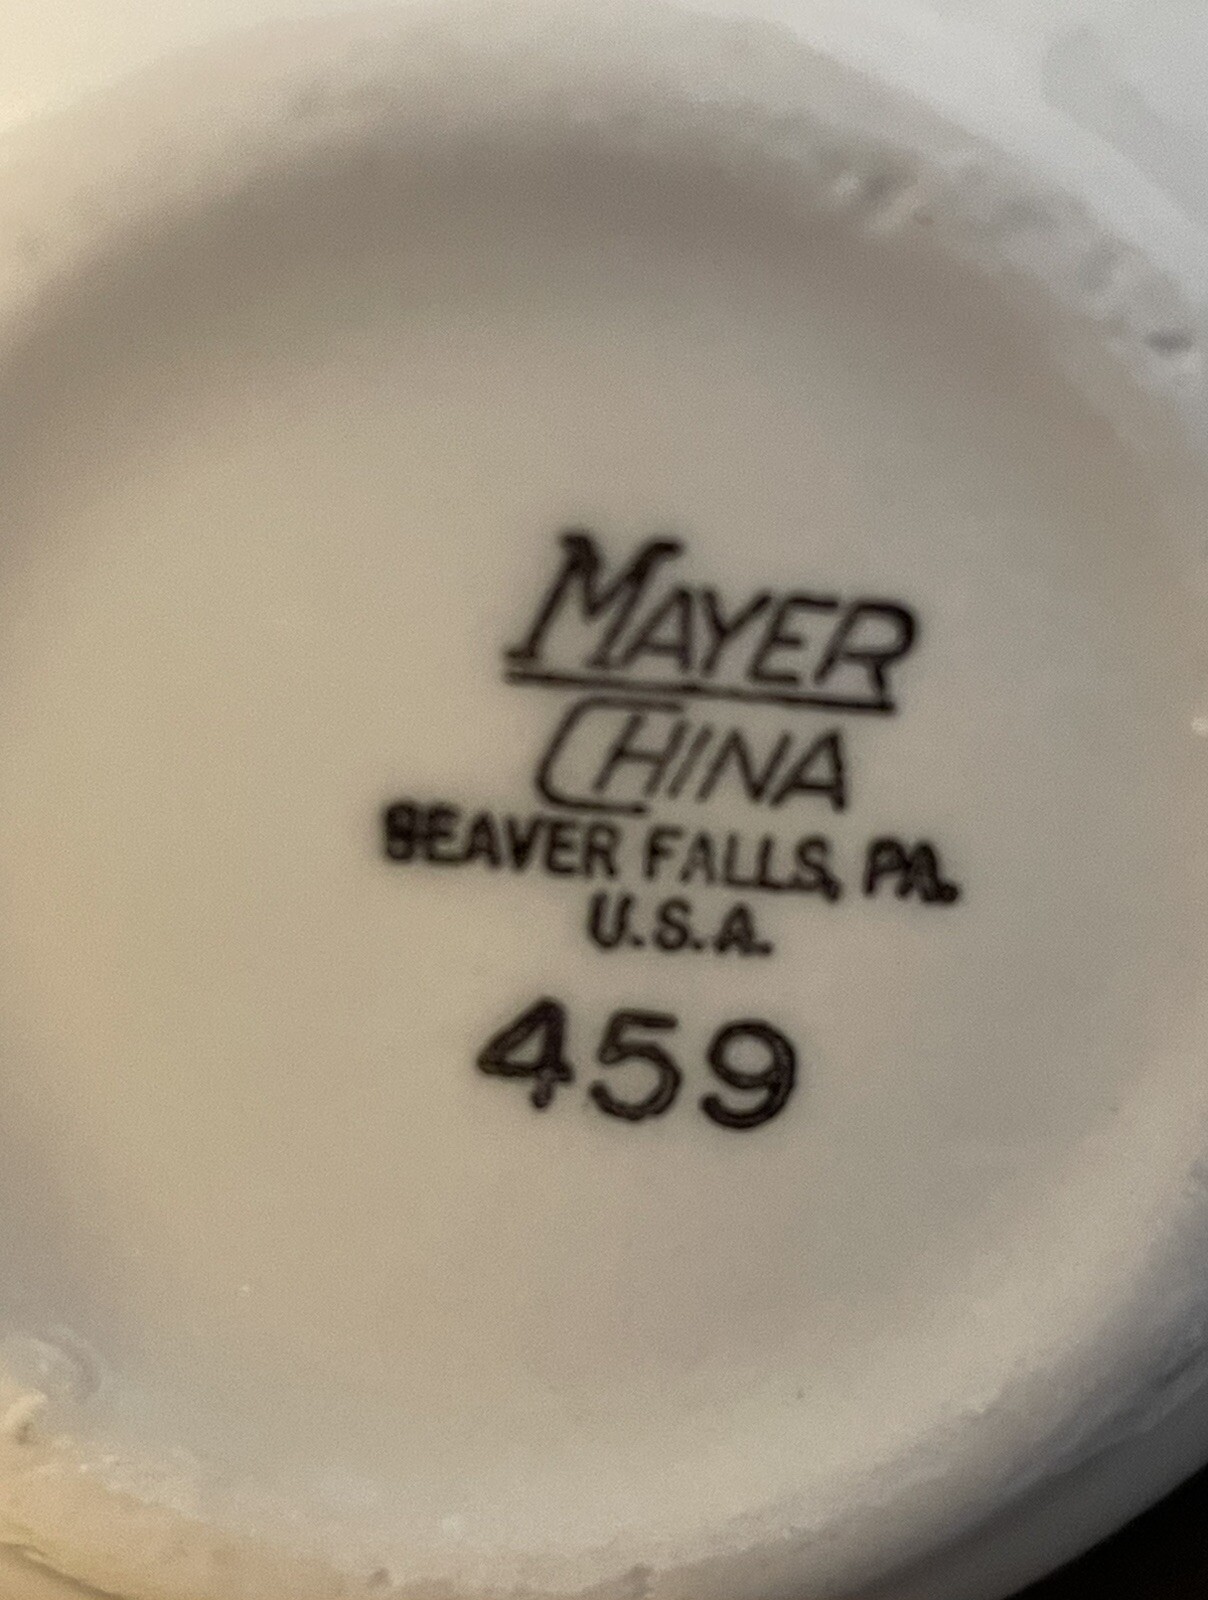 MAYER
CHINA
BEAVER FALLS, PA.
U.S.A.
459